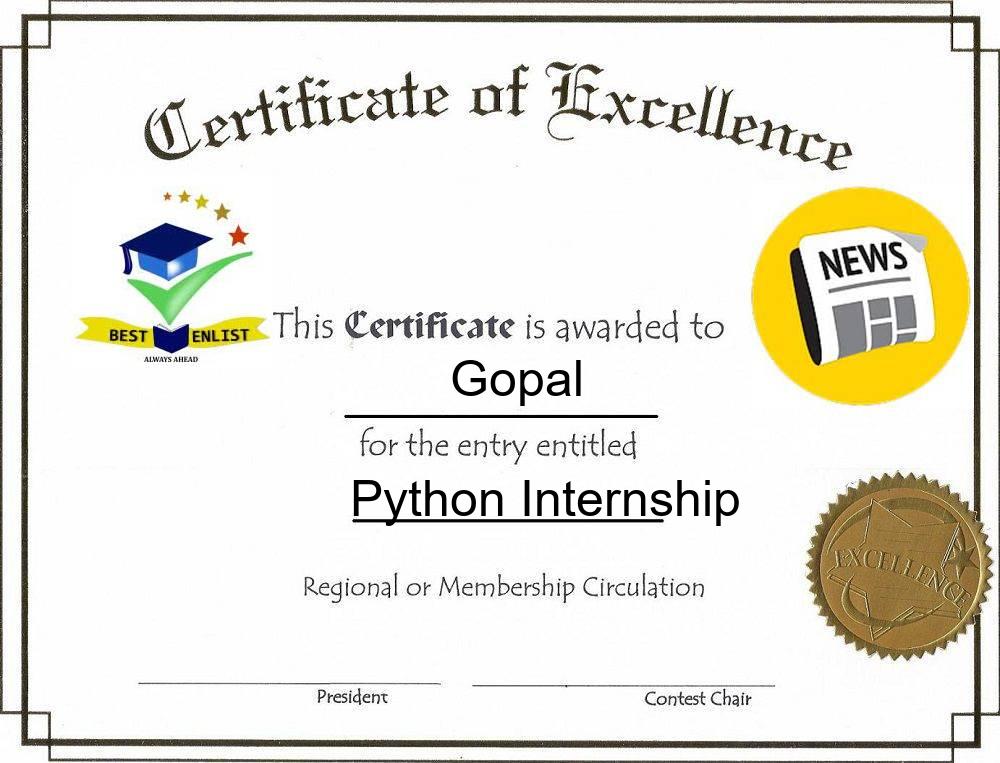 Certificate of Excellence
BEST ENLIST
ALWAYS AHEAD
NEWS
This Certificate is awarded to
Gopal
for the entry entitled
Python Internship
EXCELLENCE
Regional or Membership Circulation
President
Contest Chair